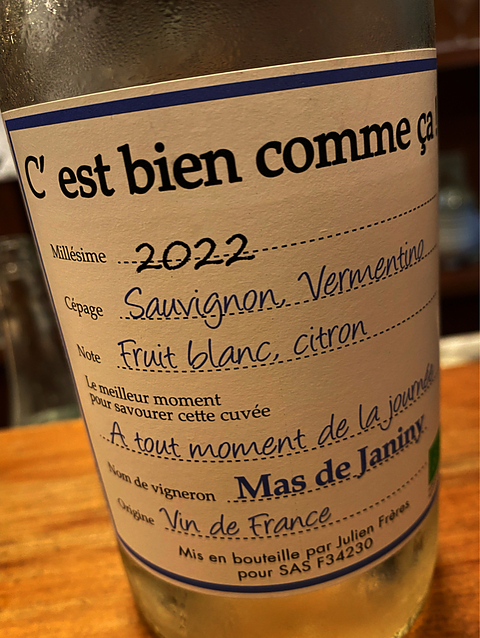 C' est bien comme ça !
Millésime 2022
Cépage Sauvignon, Vermentino
Note Fruit blanc, citron
Le meilleur moment
pour savourer cette cuvée
A tout moment de la journée
Nom de vigneron Mas de Janiny
Origine Vin de France
Mis en bouteille par Julien Frères
pour SAS F34230